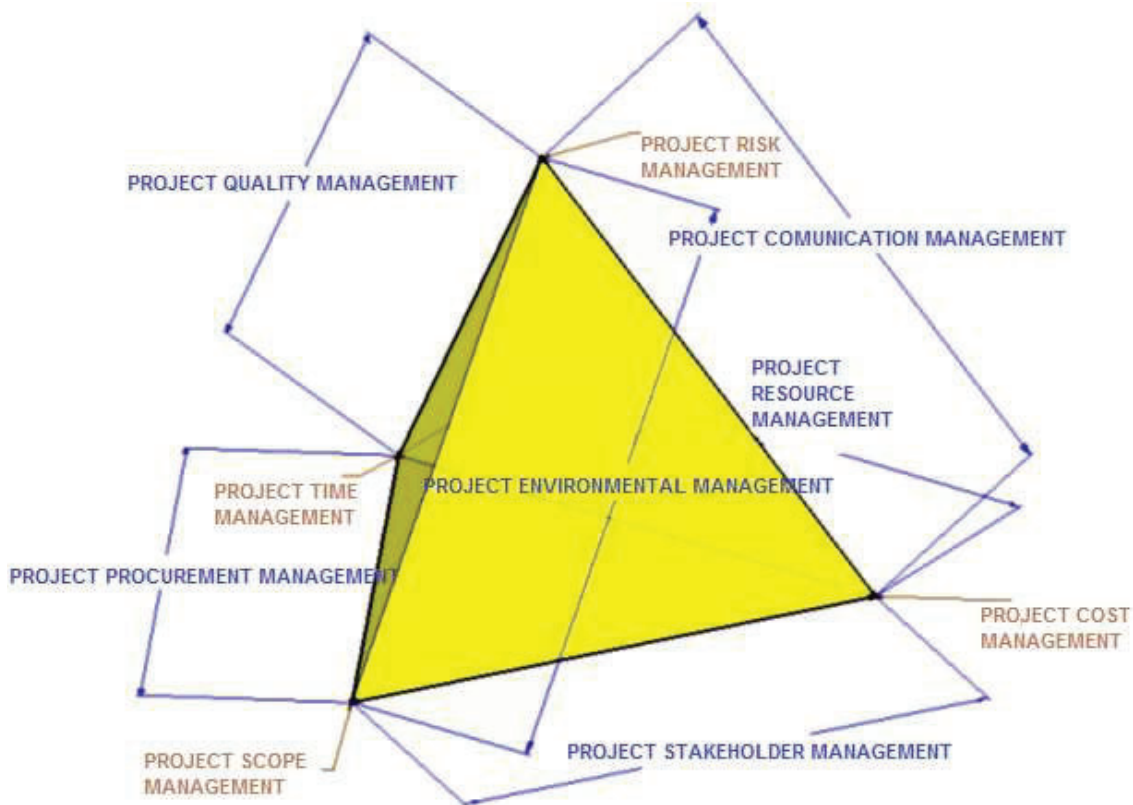 PROJECT RISK
MANAGEMENT
PROJECT QUALITY MANAGEMENT
PROJECT COMUNICATION MANAGEMENT
PROJECT
RESOURCE
MANAGEMENT
PROJECT TIME
MANAGEMENT
PROJECT ENVIRONMENTAL MANAGEMENT
PROJECT PROCUREMENT MANAGEMENT
PROJECT COST
MANAGEMENT
PROJECT STAKEHOLDER MANAGEMENT
PROJECT SCOPE
MANAGEMENT